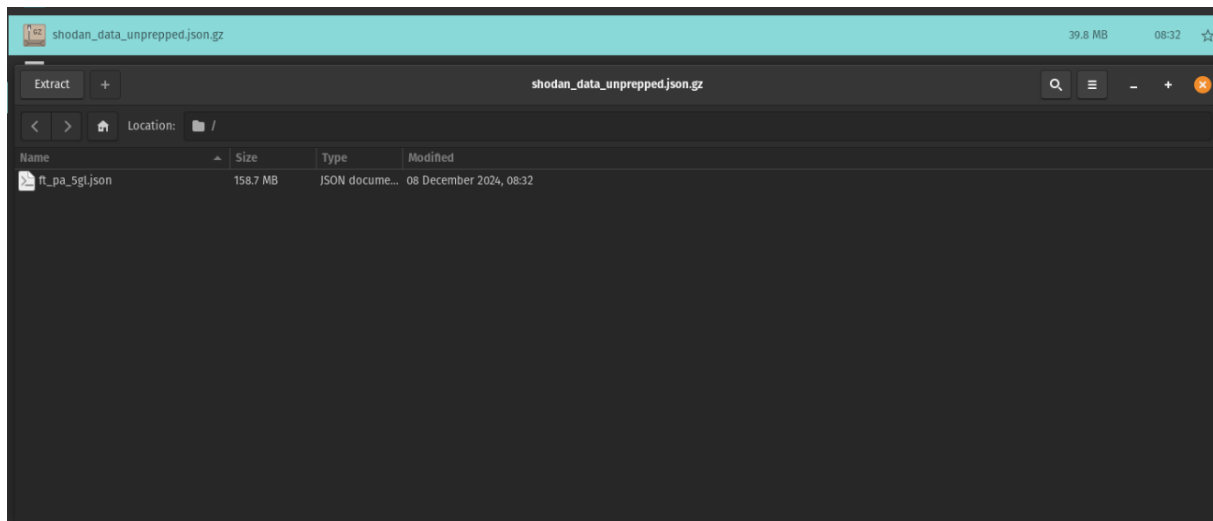 GZ shodan_data_unprepped.json.gz 39.8 MB 08:32
Extract + shodan_data_unprepped.json.gz
Location: /
Name Size Type Modified
ft_pa_5gl.json 158.7 MB JSON docume... 08 December 2024, 08:32